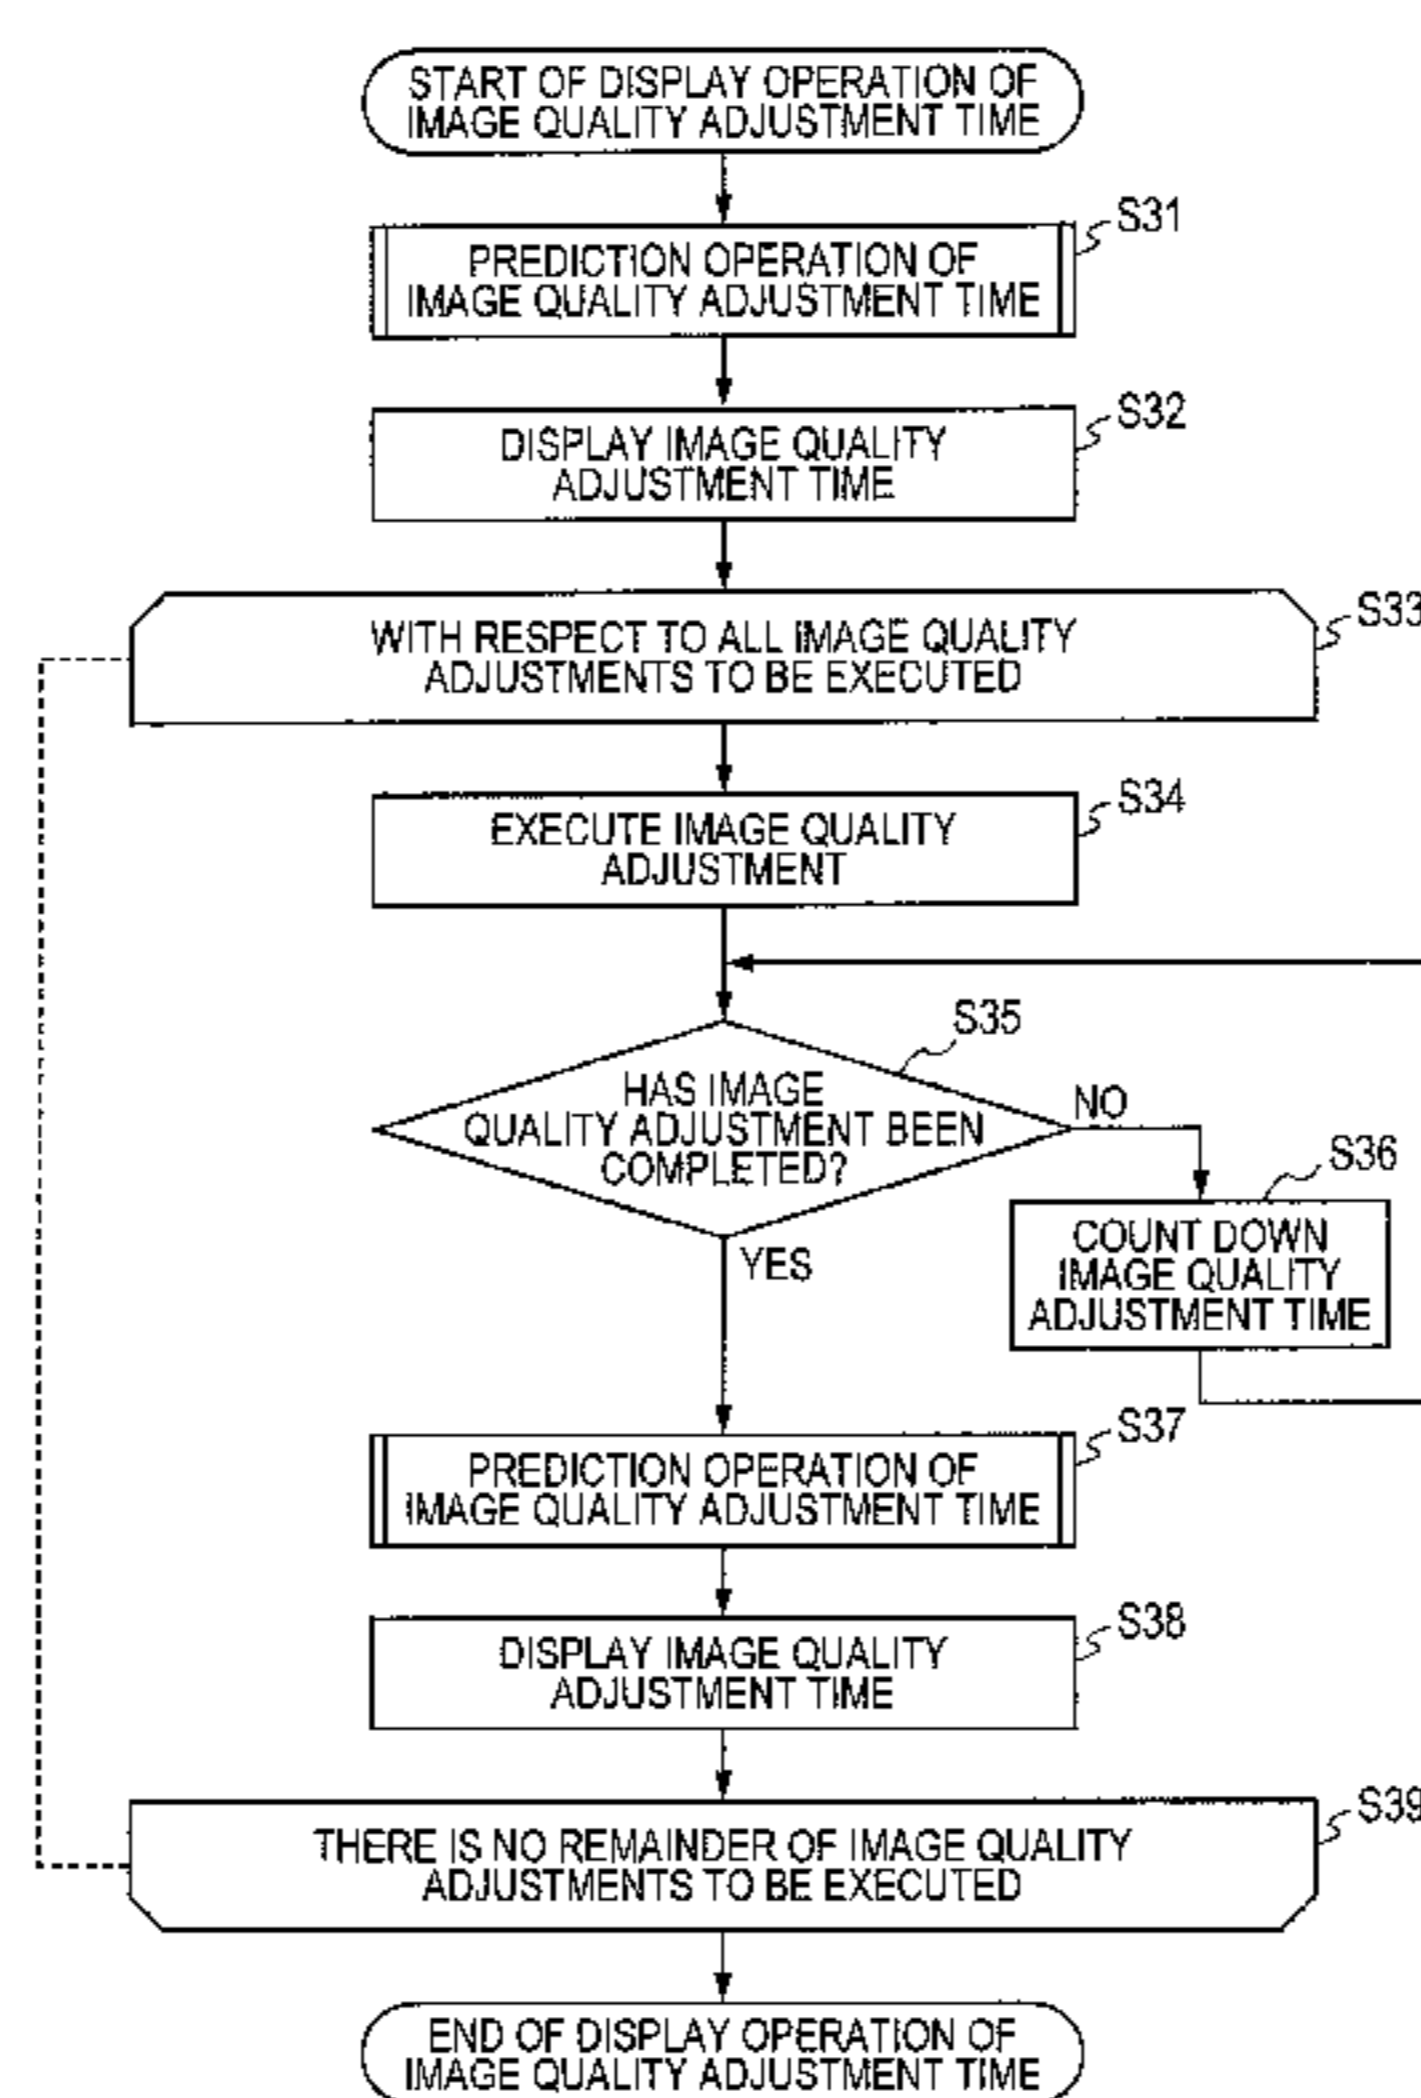 START OF DISPLAY OPERATION OF
IMAGE QUALITY ADJUSTMENT TIME
S31
PREDICTION OPERATION OF
IMAGE QUALITY ADJUSTMENT TIME
S32
DISPLAY IMAGE QUALITY
ADJUSTMENT TIME
S33
WITH RESPECT TO ALL IMAGE QUALITY
ADJUSTMENTS TO BE EXECUTED
S34
EXECUTE IMAGE QUALITY
ADJUSTMENT
S35
HAS IMAGE
QUALITY ADJUSTMENT BEEN
COMPLETED?
NO
YES
S36
COUNT DOWN
IMAGE QUALITY
ADJUSTMENT TIME
S37
PREDICTION OPERATION OF
IMAGE QUALITY ADJUSTMENT TIME
S38
DISPLAY IMAGE QUALITY
ADJUSTMENT TIME
S39
THERE IS NO REMAINDER OF IMAGE QUALITY
ADJUSTMENTS TO BE EXECUTED
END OF DISPLAY OPERATION OF
IMAGE QUALITY ADJUSTMENT TIME